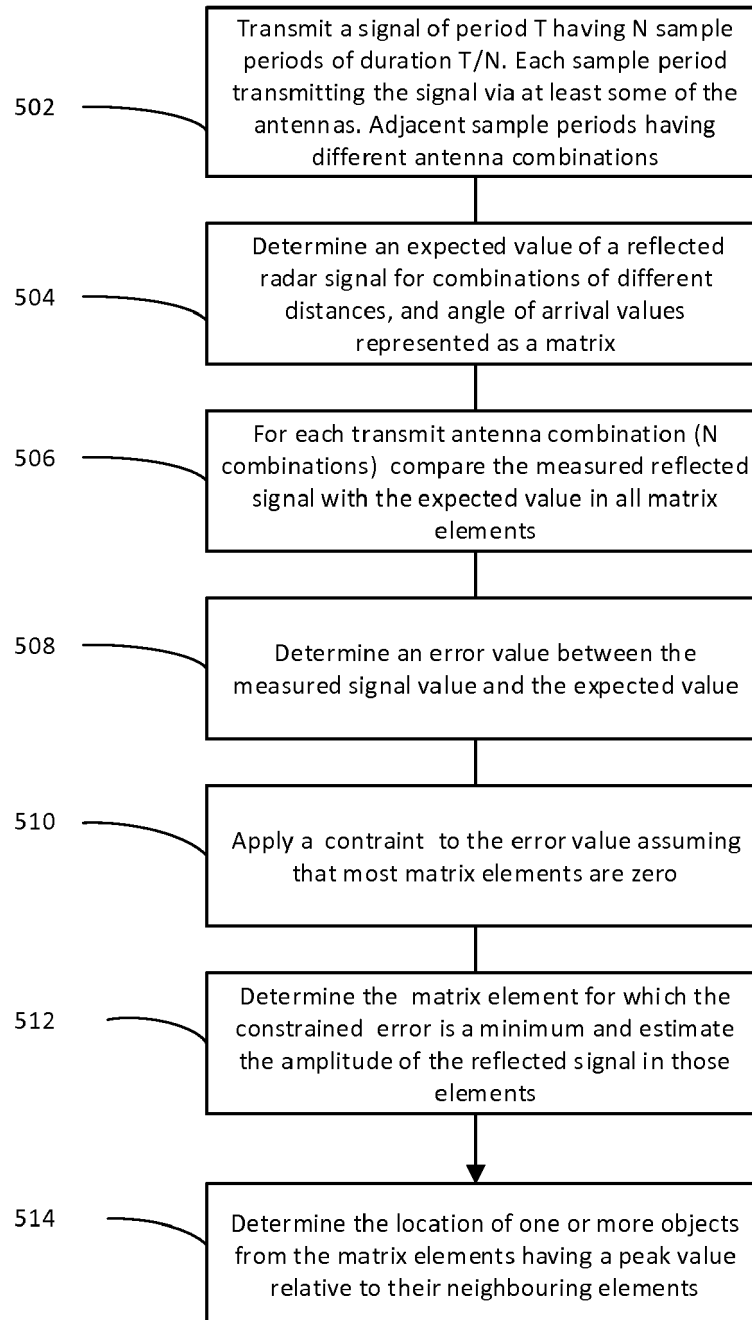 502
Transmit a signal of period T having N sample
periods of duration T/N. Each sample period
transmitting the signal via at least some of the
antennas. Adjacent sample periods having
different antenna combinations
504
Determine an expected value of a reflected
radar signal for combinations of different
distances, and angle of arrival values
represented as a matrix
506
For each transmit antenna combination (N
combinations) compare the measured reflected
signal with the expected value in all matrix
elements
508
Determine an error value between the
measured signal value and the expected value
510
Apply a contraint to the error value assuming
that most matrix elements are zero
512
Determine the matrix element for which the
constrained error is a minimum and estimate
the amplitude of the reflected signal in those
elements
514
Determine the location of one or more objects
from the matrix elements having a peak value
relative to their neighbouring elements